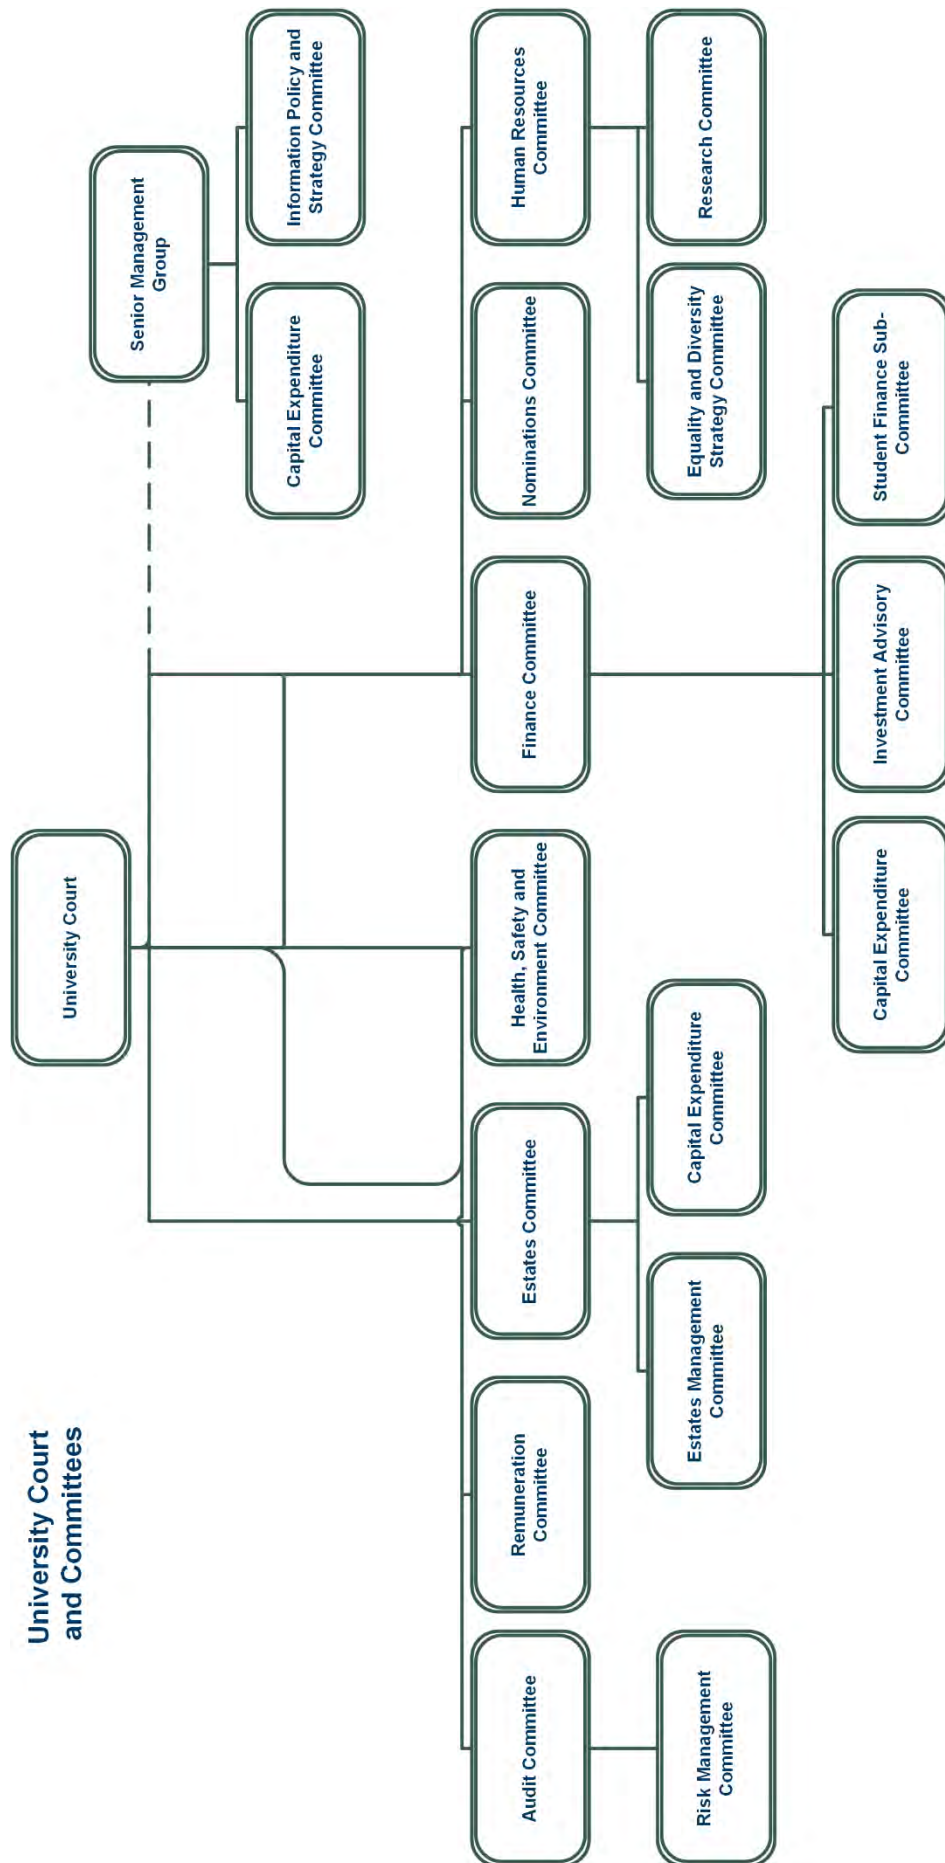 University Court
and Committees
University Court
Senior Management
Group
Capital Expenditure
Committee
Information Policy and
Strategy Committee
Audit Committee
Remuneration
Committee
Estates Committee
Health, Safety and
Environment Committee
Finance Committee
Nominations Committee
Human Resources
Committee
Risk Management
Committee
Estates Management
Committee
Capital Expenditure
Committee
Equality and Diversity
Strategy Committee
Research Committee
Capital Expenditure
Committee
Investment Advisory
Committee
Student Finance Sub-
Committee